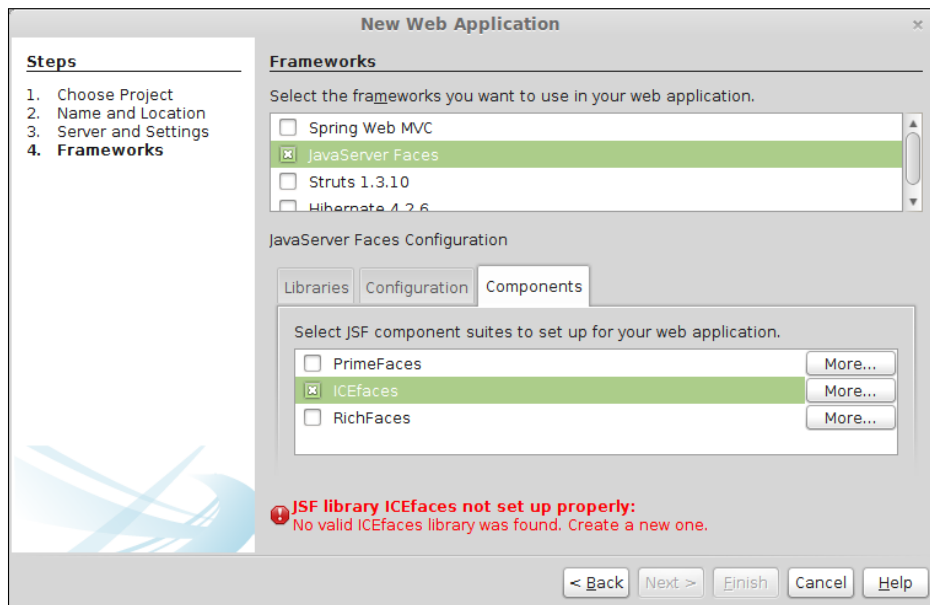 New Web Application
Steps
1. Choose Project
2. Name and Location
3. Server and Settings
4. Frameworks
Frameworks
Select the frameworks you want to use in your web application.
Spring Web MVC
JavaServer Faces
Struts 1.3.10
Hibernate 4.2.6
JavaServer Faces Configuration
Libraries Configuration Components
Select JSF component suites to set up for your web application.
PrimeFaces More...
ICEfaces More...
RichFaces More...
JSF library ICEfaces not set up properly:
No valid ICEfaces library was found. Create a new one.
< Back Next > Finish Cancel Help